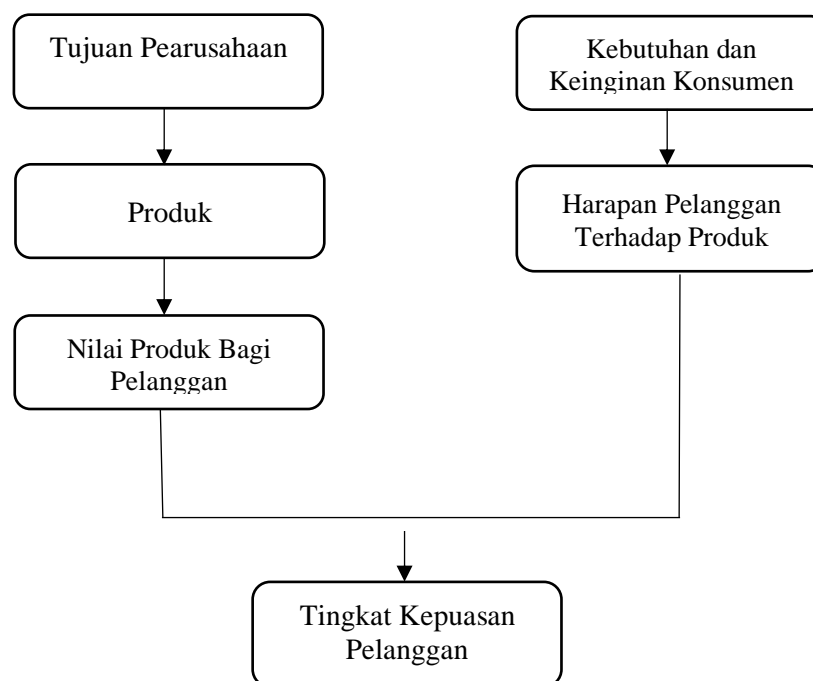 Tujuan Pearusahaan
Kebutuhan dan
Keinginan Konsumen
Produk
Harapan Pelanggan
Terhadap Produk
Nilai Produk Bagi
Pelanggan
Tingkat Kepuasan
Pelanggan